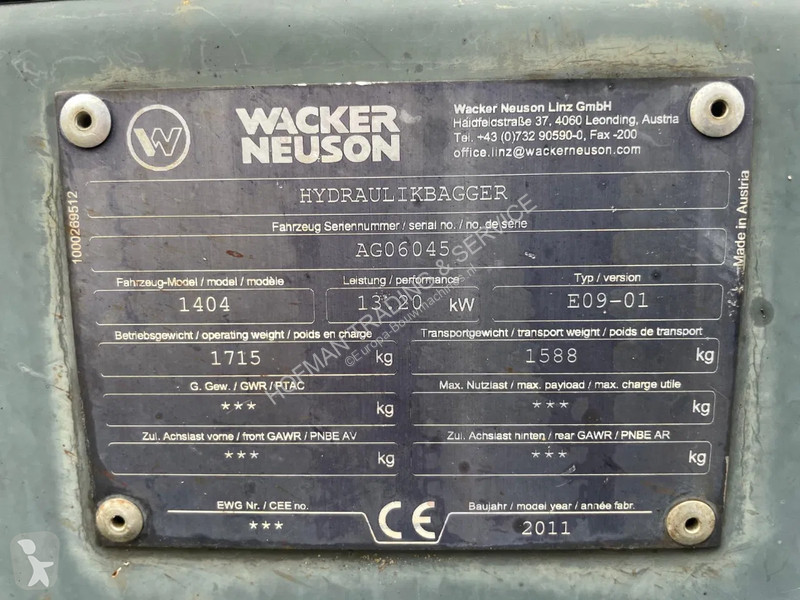 WACKER
NEUSON
Wacker Neuson Linz GmbH
Haidfeldstraße 37, 4060 Leonding, Austria
Tel. +43 (0)732 90590-0, Fax -200
office.linz@wackerneuson.com
HYDRAULIKBAGGER
Fahrzeug Seriennummer / serial no. / no. de série
AG06045
Fahrzeug-Model / model / modèle
Leistung / performance
Typ / version
1404
kW
E09-01
Betriebsgewicht / operating weight / poids en charge
Transportgewicht / transport weight / poids de transport
1715 kg
1588 kg
G. Gew. / GWR / PTAC
Max. Nutzlast / max. payload / max. charge utile
*** kg
*** kg
Zul. Achslast vorne / front GAWR / PNBE AV
Zul. Achslast hinten / rear GAWR / PNBE AR
*** kg
*** kg
EWG Nr. / CEE no.
***
CE
Baujahr / model year / année fabr.
2011
1000269512
Made in Austria
HOFMAN TRADING & SERVICE
©Europa-Bouwmachines.nl